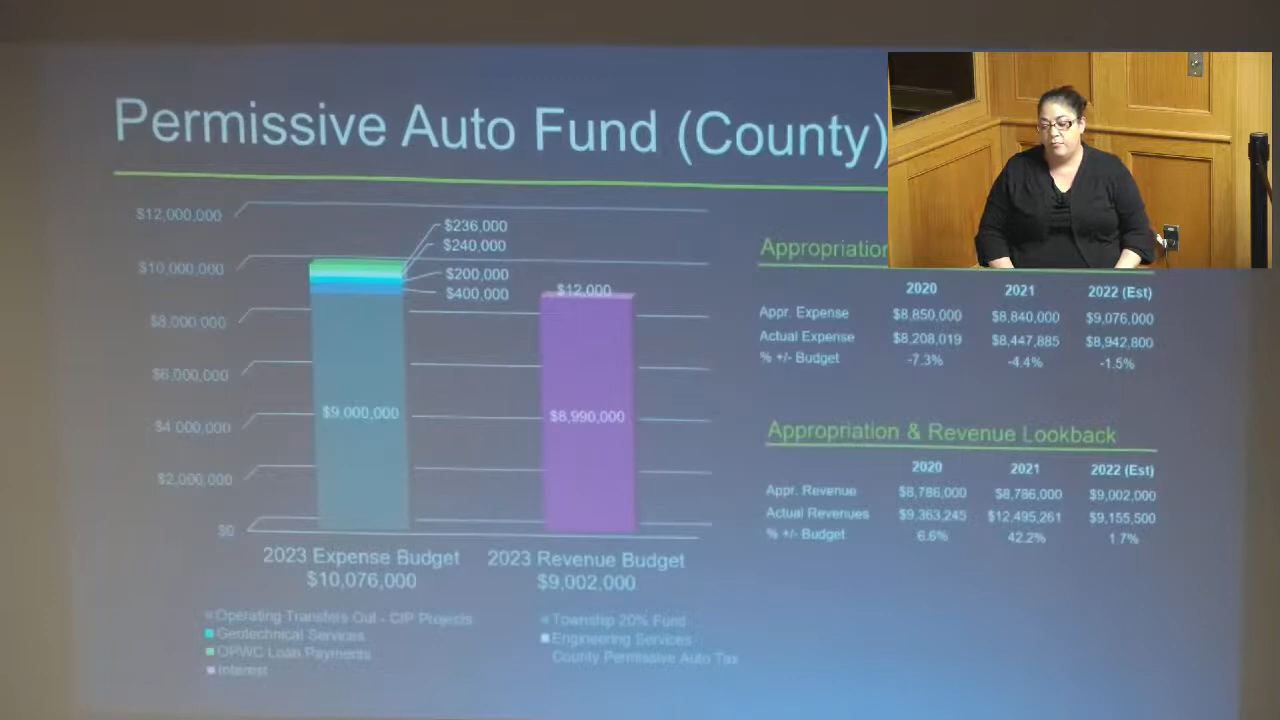 Permissive Auto Fund (County)
$12,000,000
$10,000,000
$8,000,000
$6,000,000
$4,000,000
$2,000,000
$0
$236,000
$240,000
$200,000
$400,000
$9,000,000
$12,000
$8,990,000
2023 Expense Budget
$10,076,000
2023 Revenue Budget
$9,002,000
Operating Transfers Out - CIP Projects
Township 20% Fund
Geotechnical Services
Engineering Services
OPWC Loan Payments
County Permissive Auto Tax
Interest
Appropriation
2020 2021 2022 (Est)
Appr. Expense $8,850,000 $8,840,000 $9,076,000
Actual Expense $8,208,019 $8,447,885 $8,942,800
% +/- Budget -7.3% -4.4% -1.5%
Appropriation & Revenue Lookback
2020 2021 2022 (Est)
Appr. Revenue $8,786,000 $8,786,000 $9,002,000
Actual Revenues $9,363,245 $12,495,261 $9,155,500
% +/- Budget 6.6% 42.2% 1.7%